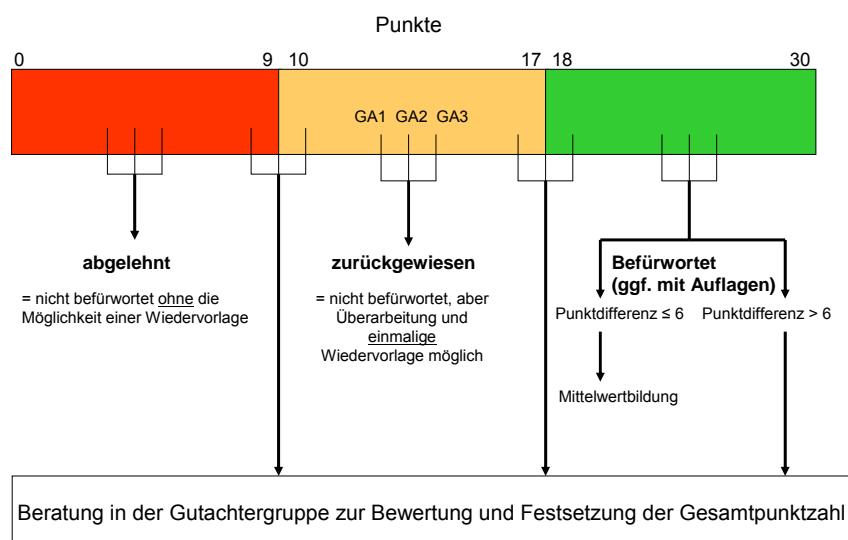 Punkte
0 9 10 17 18 30
GA1 GA2 GA3
abgelehnt
= nicht befürwortet ohne die
Möglichkeit einer Wiedervorlage
zurückgewiesen
= nicht befürwortet, aber
Überarbeitung und
einmalige
Wiedervorlage möglich
Befürwortet
(ggf. mit Auflagen)
Punktdifferenz ≤ 6 Punktdifferenz > 6
Mittelwertbildung
Beratung in der Gutachtergruppe zur Bewertung und Festsetzung der Gesamtpunktzahl